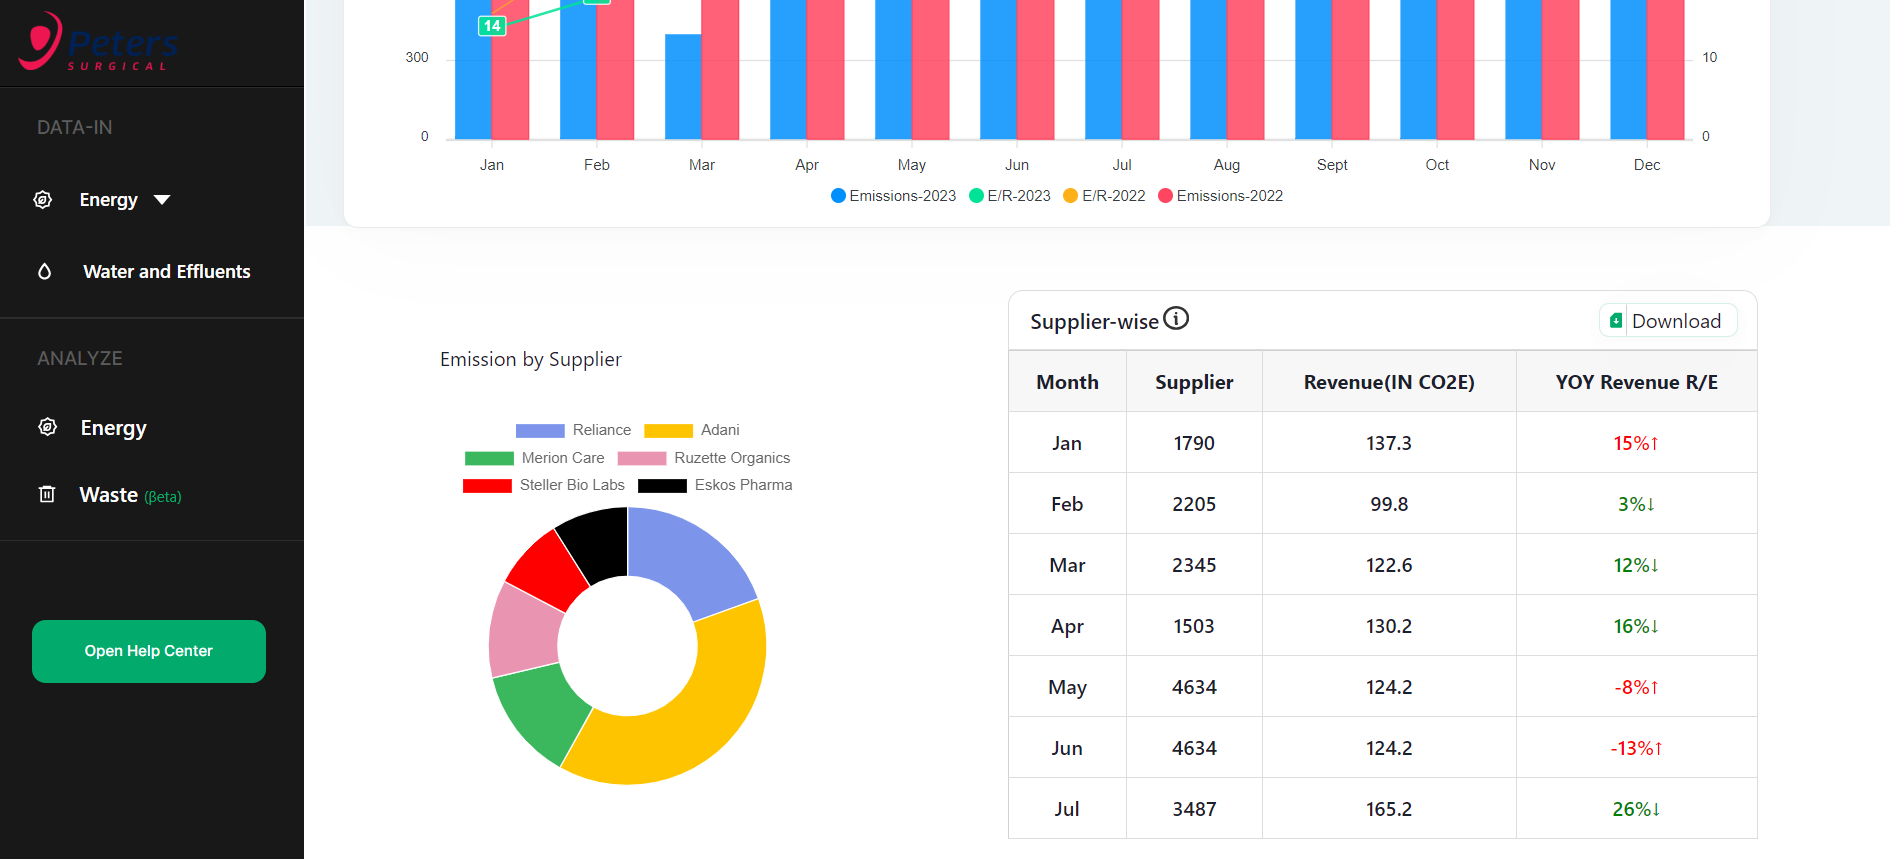 Peters
SURGICAL
DATA-IN
Energy
Water and Effluents
ANALYZE
Energy
Waste (βeta)
Open Help Center
14
300
10
0
0
Jan Feb Mar Apr May Jun Jul Aug Sept Oct Nov Dec
Emissions-2023 E/R-2023 E/R-2022 Emissions-2022
Emission by Supplier
Reliance Adani
Merion Care Ruzette Organics
Steller Bio Labs Eskos Pharma
Supplier-wise
Download
Month Supplier Revenue(IN CO2E) YOY Revenue R/E
Jan 1790 137.3 15%↑
Feb 2205 99.8 3%↓
Mar 2345 122.6 12%↓
Apr 1503 130.2 16%↓
May 4634 124.2 -8%↑
Jun 4634 124.2 -13%↑
Jul 3487 165.2 26%↓